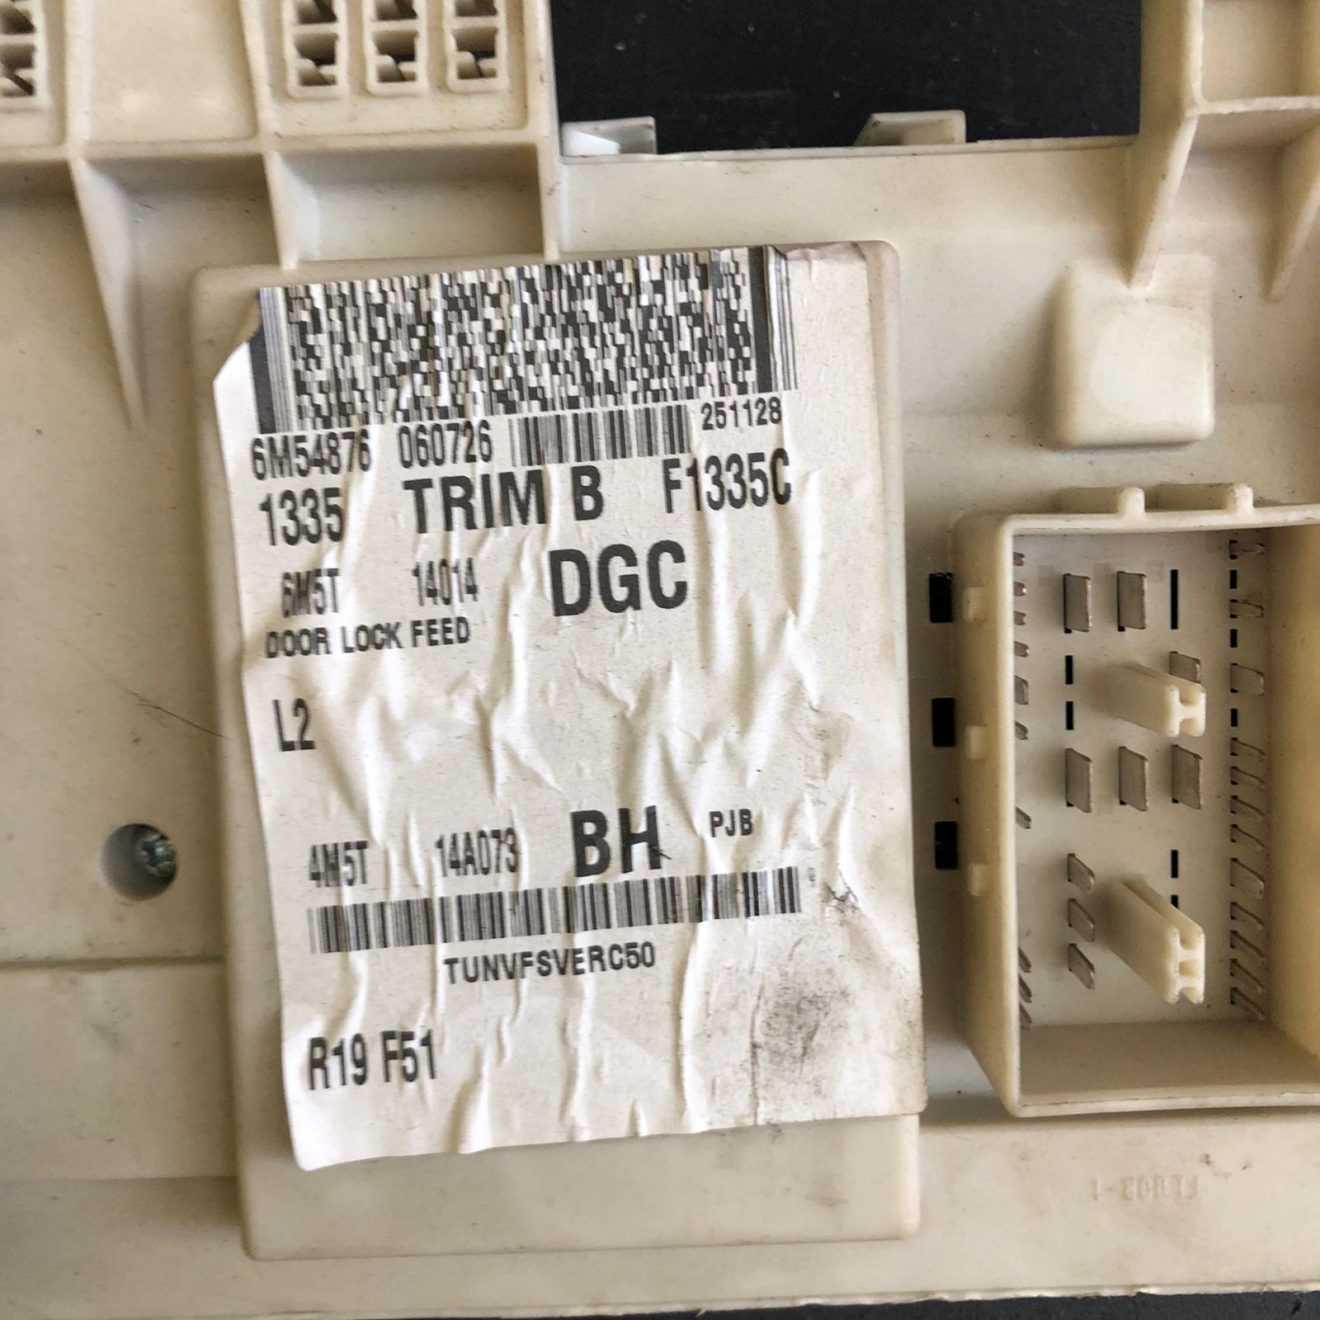 251128
6M54876 060726
1335 TRIM B F1335C
6M5T 14014 DGC
DOOR LOCK FEED
L2
4M5T 14A073 BH PJB
TUNVFSVERC50
R19 F51